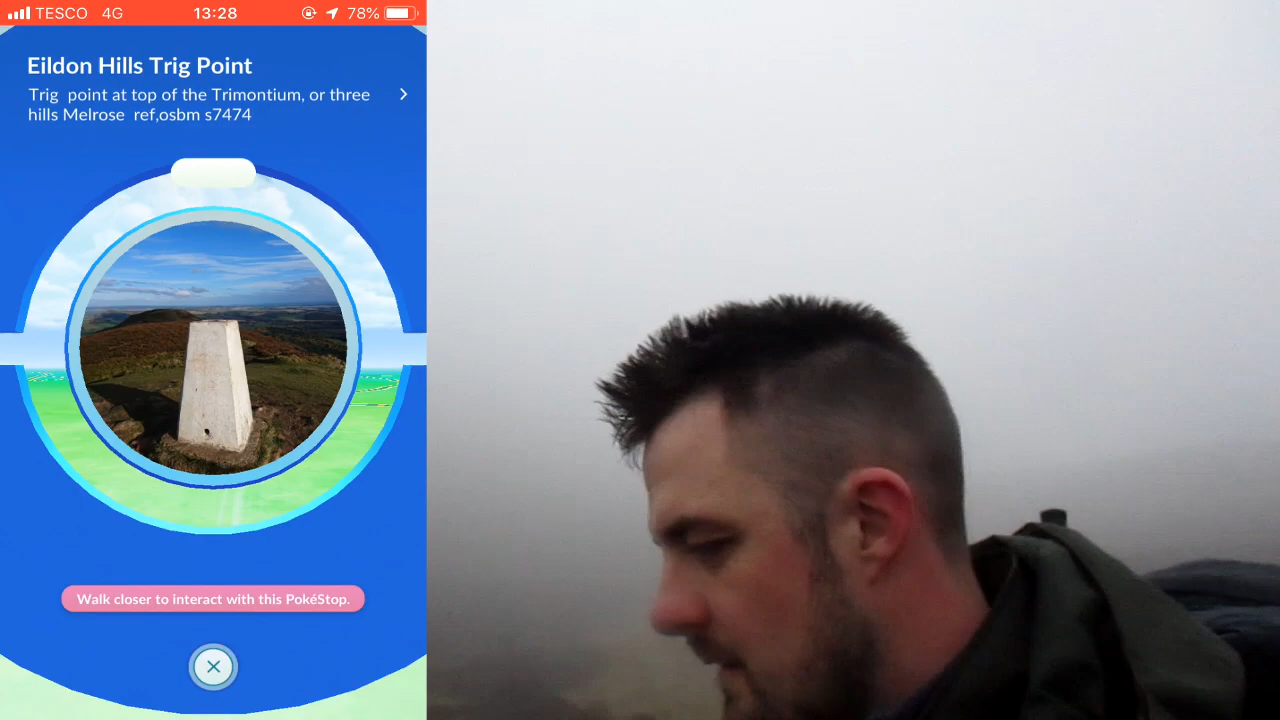 TESCO 4G 13:28 78%
Eildon Hills Trig Point
Trig point at top of the Trimontium, or three
hills Melrose ref,osbm s7474
Walk closer to interact with this PokéStop.